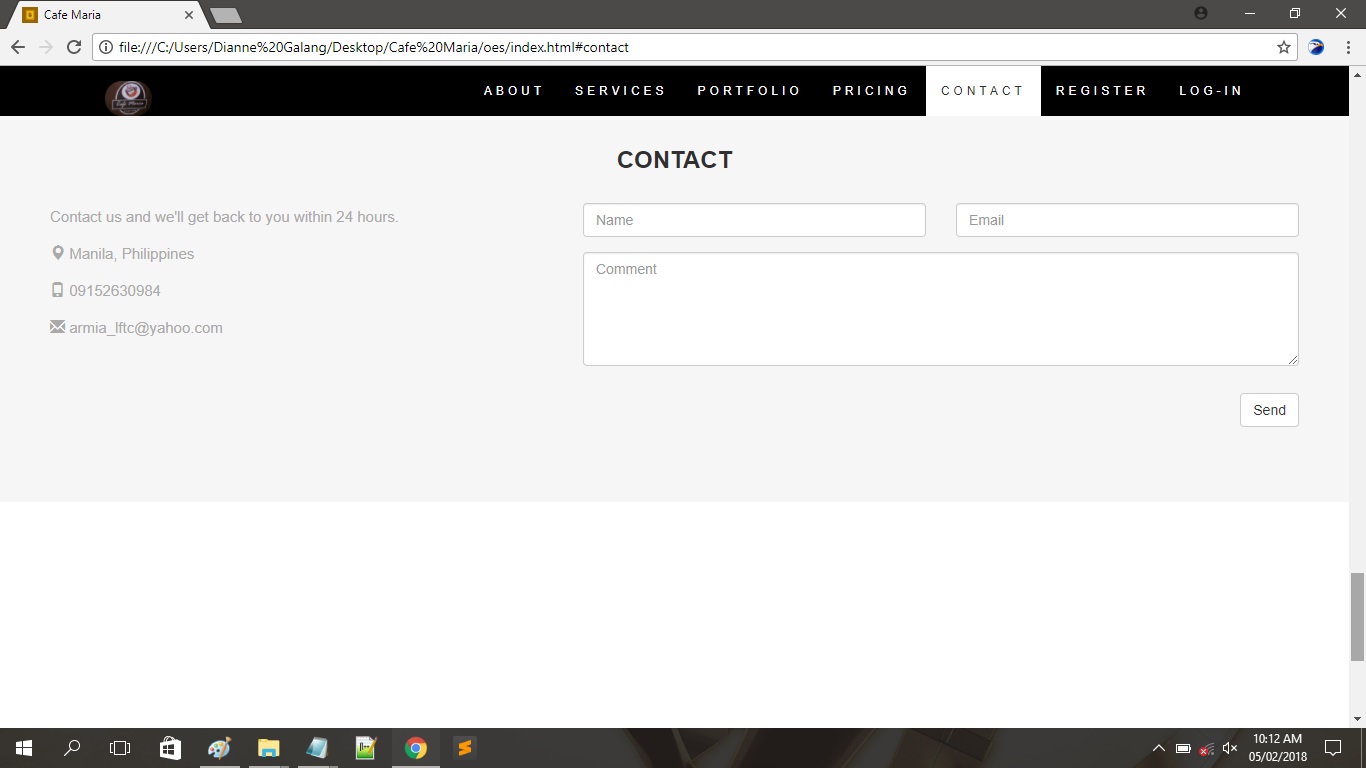 Cafe Maria
file:///C:/Users/Dianne%20Galang/Desktop/Cafe%20Maria/oes/index.html#contact
Cafe Maria
ABOUT SERVICES PORTFOLIO PRICING CONTACT REGISTER LOG-IN
CONTACT
Contact us and we'll get back to you within 24 hours.
Manila, Philippines
09152630984
armia_lftc@yahoo.com
Name Email
Comment
Send
10:12 AM
05/02/2018